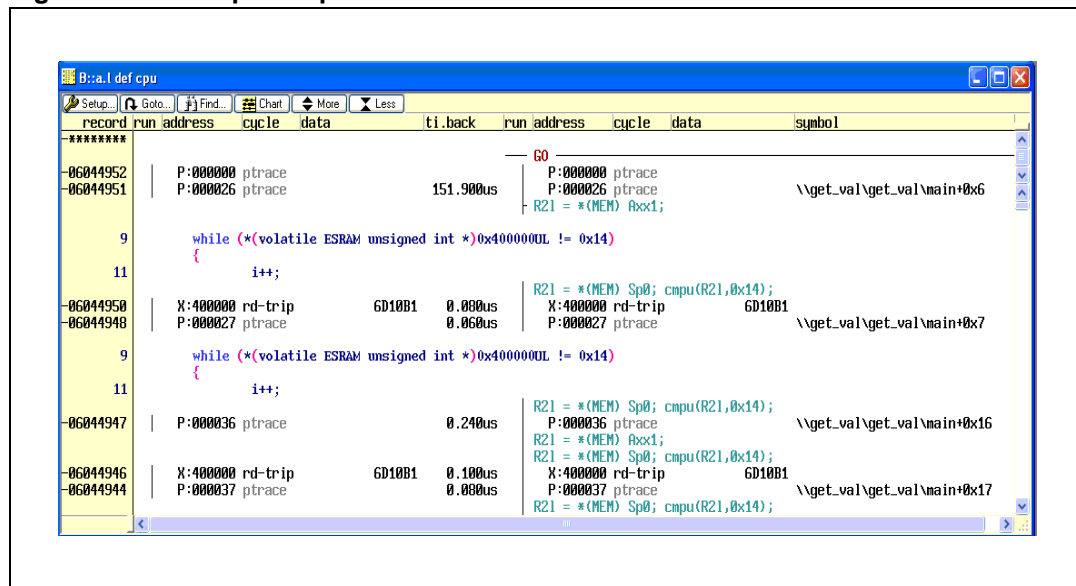 B::a.l def cpu
Setup... Goto... Find... Chart More Less
record run address cycle data ti.back run address cycle data symbol
-********
GO
-06044952 | P:000000 ptrace | P:000000 ptrace
-06044951 | P:000026 ptrace 151.900us | P:000026 ptrace \\get_val\get_val\main+0x6
R2l = *(MEM) Axx1;
9 while (*(volatile ESRAM unsigned int *)0x400000UL != 0x14)
{
11 i++;
R2l = *(MEM) Sp0; cmpu(R2l,0x14);
-06044950 | X:400000 rd-trip 6D10B1 0.080us | X:400000 rd-trip 6D10B1
-06044948 | P:000027 ptrace 0.060us | P:000027 ptrace \\get_val\get_val\main+0x7
9 while (*(volatile ESRAM unsigned int *)0x400000UL != 0x14)
{
11 i++;
R2l = *(MEM) Sp0; cmpu(R2l,0x14);
-06044947 | P:000036 ptrace 0.240us | P:000036 ptrace \\get_val\get_val\main+0x16
R2l = *(MEM) Axx1;
R2l = *(MEM) Sp0; cmpu(R2l,0x14);
-06044946 | X:400000 rd-trip 6D10B1 0.100us | X:400000 rd-trip 6D10B1
-06044944 | P:000037 ptrace 0.080us | P:000037 ptrace \\get_val\get_val\main+0x17
R2l = *(MEM) Sp0; cmpu(R2l,0x14);